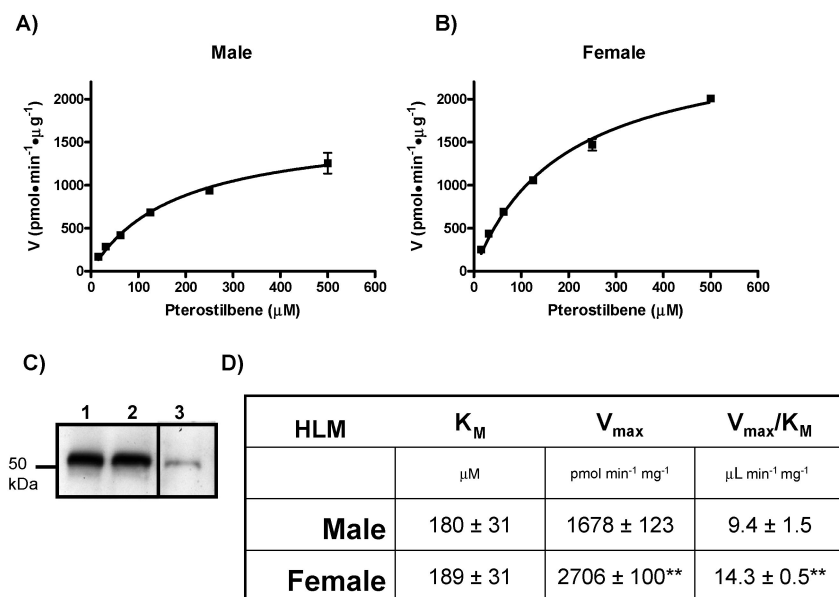 A)
Male
V (pmol•min⁻¹•μg⁻¹)
2000
1500
1000
500
0
0 100 200 300 400 500 600
Pterostilbene (μM)
B)
Female
V (pmol•min⁻¹•μg⁻¹)
2000
1500
1000
500
0
0 100 200 300 400 500 600
Pterostilbene (μM)
C)
1 2 3
50
kDa
D)
HLM K_M V_max V_max/K_M
μM pmol min⁻¹ mg⁻¹ μL min⁻¹ mg⁻¹
Male 180 ± 31 1678 ± 123 9.4 ± 1.5
Female 189 ± 31 2706 ± 100** 14.3 ± 0.5**